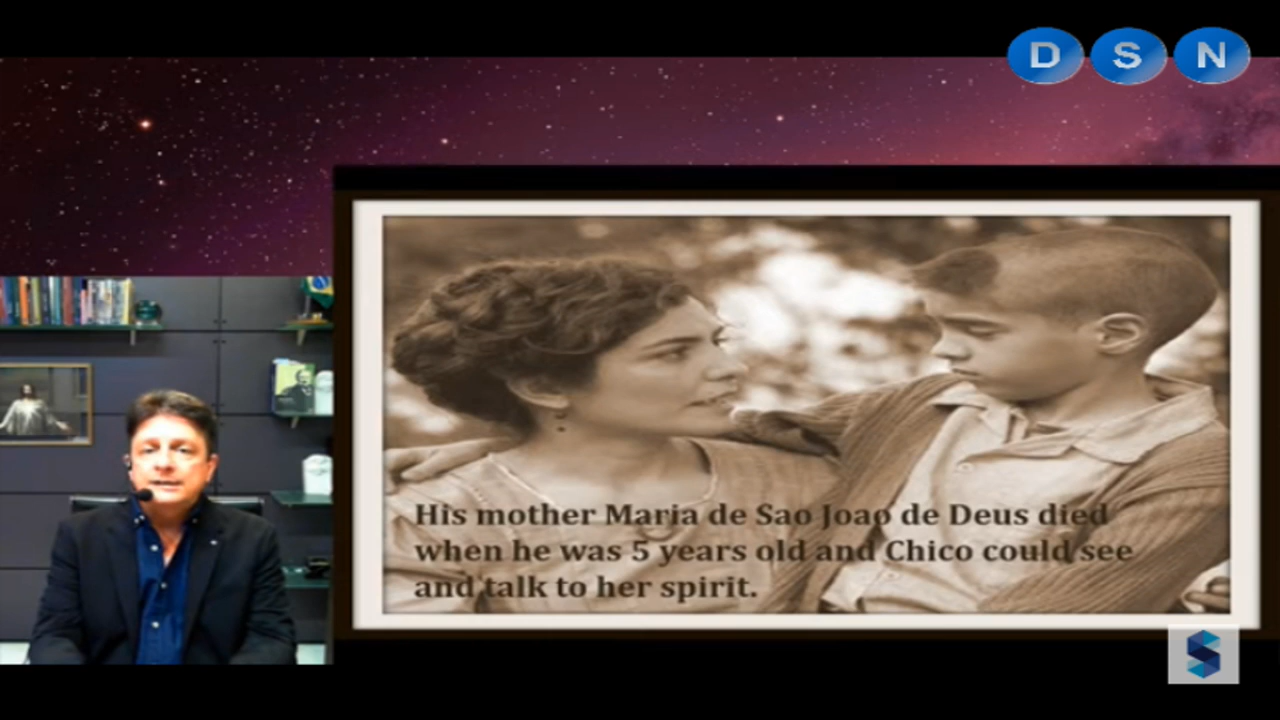 D S N
His mother Maria de Sao Joao de Deus died
when he was 5 years old and Chico could see
and talk to her spirit.